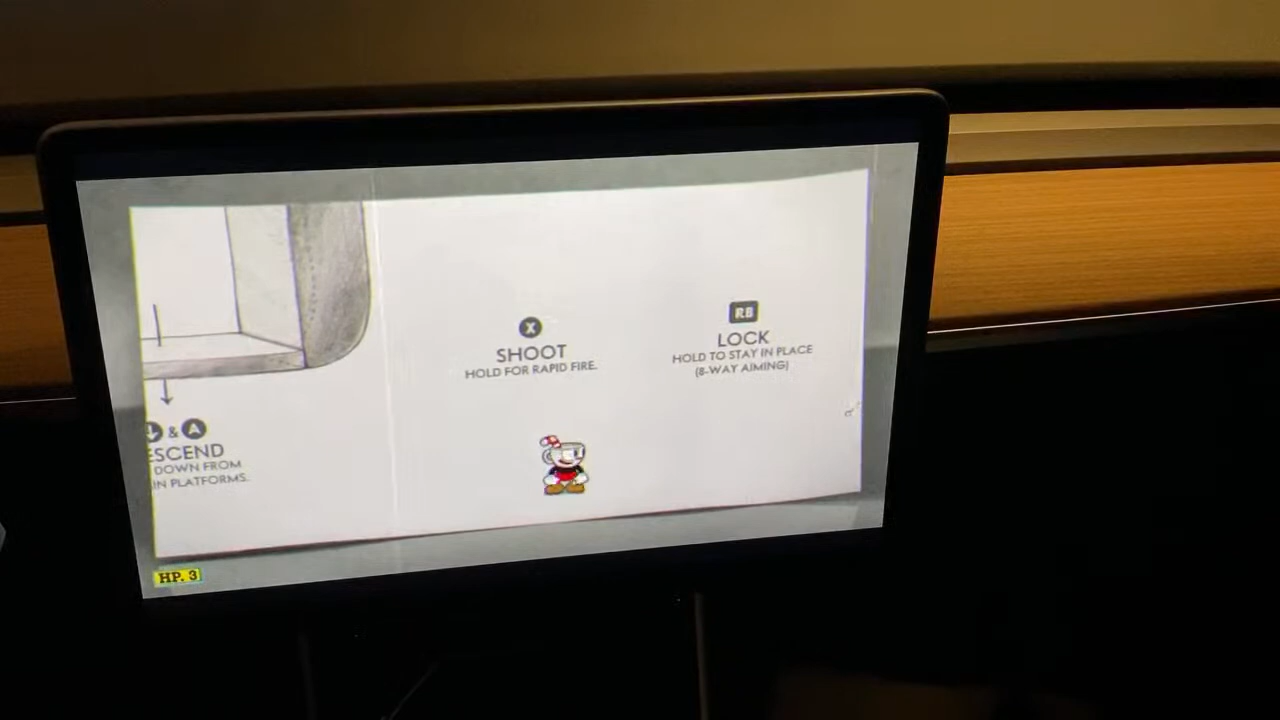 X
SHOOT
HOLD FOR RAPID FIRE.
RB
LOCK
HOLD TO STAY IN PLACE
(8-WAY AIMING)
& A
ESCEND
DOWN FROM
IN PLATFORMS.
HP. 3